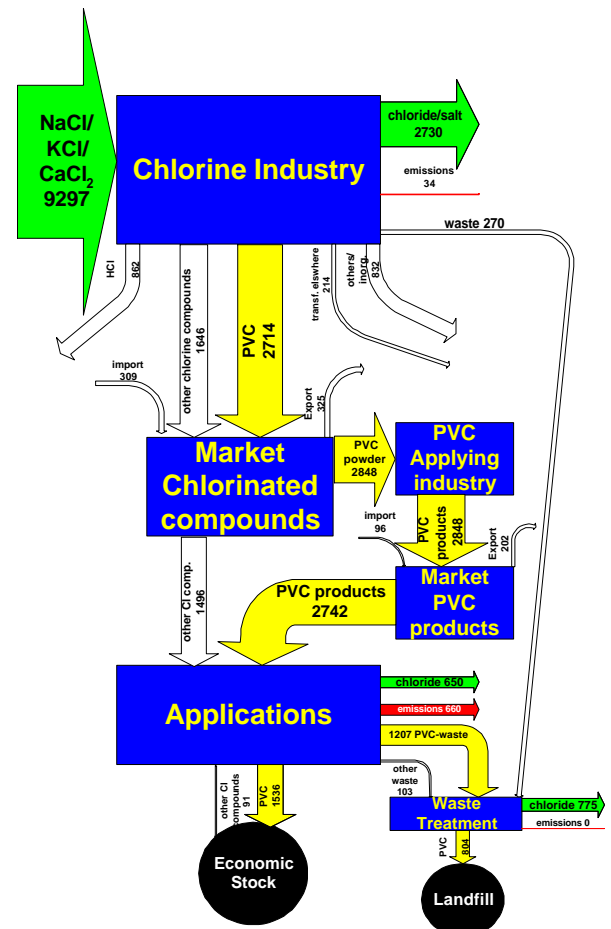 NaCl/
KCl/
CaCl2
9297
Chlorine Industry
chloride/salt
2730
emissions
34
waste 270
HCl
862
other chlorine compounds
1646
PVC
2714
transf. elswhere
214
others/
inorg.
832
import
309
Export
325
Market
Chlorinated
compounds
PVC
powder
2848
PVC
Applying
industry
import
96
PVC
products
2848
Export
202
other Cl comp.
1496
PVC products
2742
Market
PVC
products
Applications
chloride 650
emissions 660
1207 PVC-waste
other
waste
103
other Cl
compounds
91
PVC
1536
Waste
Treatment
chloride 775
emissions 0
PVC
804
Economic
Stock
Landfill